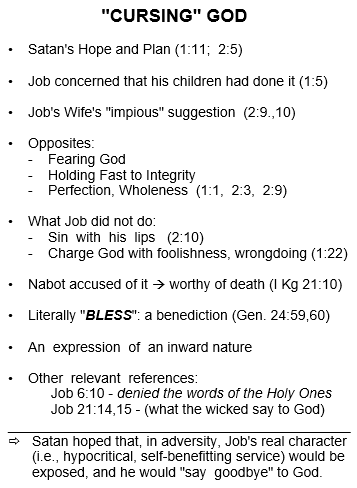 "CURSING" GOD
• Satan's Hope and Plan (1:11; 2:5)
• Job concerned that his children had done it (1:5)
• Job's Wife's "impious" suggestion (2:9.,10)
• Opposites:
- Fearing God
- Holding Fast to Integrity
- Perfection, Wholeness (1:1, 2:3, 2:9)
• What Job did not do:
- Sin with his lips (2:10)
- Charge God with foolishness, wrongdoing (1:22)
• Nabot accused of it → worthy of death (I Kg 21:10)
• Literally "BLESS": a benediction (Gen. 24:59,60)
• An expression of an inward nature
• Other relevant references:
Job 6:10 - denied the words of the Holy Ones
Job 21:14,15 - (what the wicked say to God)
⇨ Satan hoped that, in adversity, Job's real character
(i.e., hypocritical, self-benefitting service) would be
exposed, and he would "say goodbye" to God.